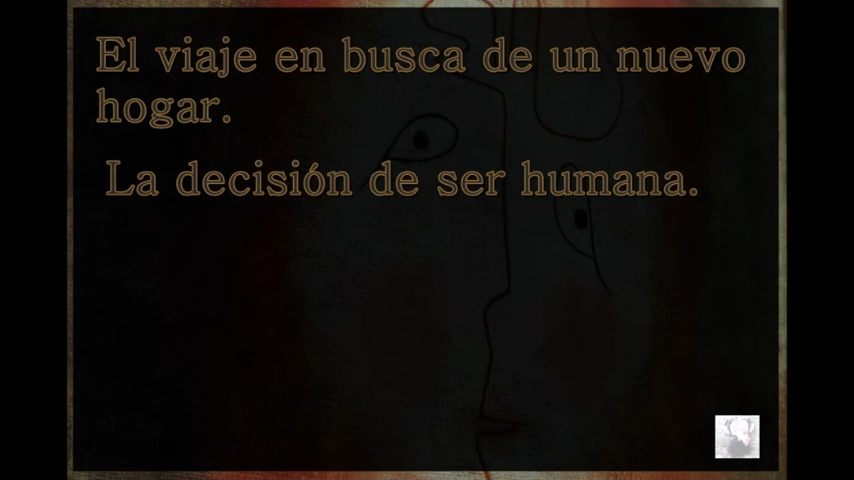 El viaje en busca de un nuevo
hogar.
La decisión de ser humana.